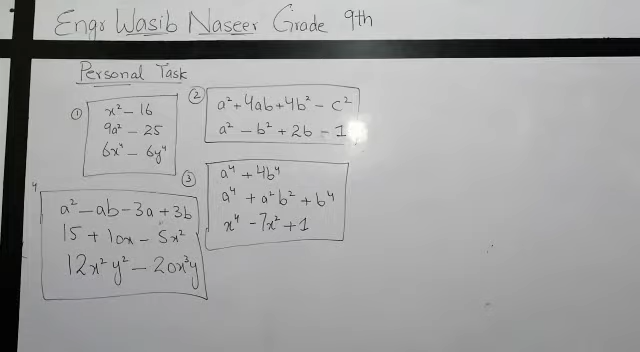 Engr Wasib Naseer Grade 9th
Personal Task
①
x² - 16
9a² - 25
6x⁴ - 6y⁴
②
a² + 4ab + 4b² - c²
a² - b² + 2b - 1
③
a⁴ + 4b⁴
a⁴ + a²b² + b⁴
x⁴ - 7x² + 1
4.
a² - ab - 3a + 3b
15 + 10x - 5x²
12x²y² - 20x³y